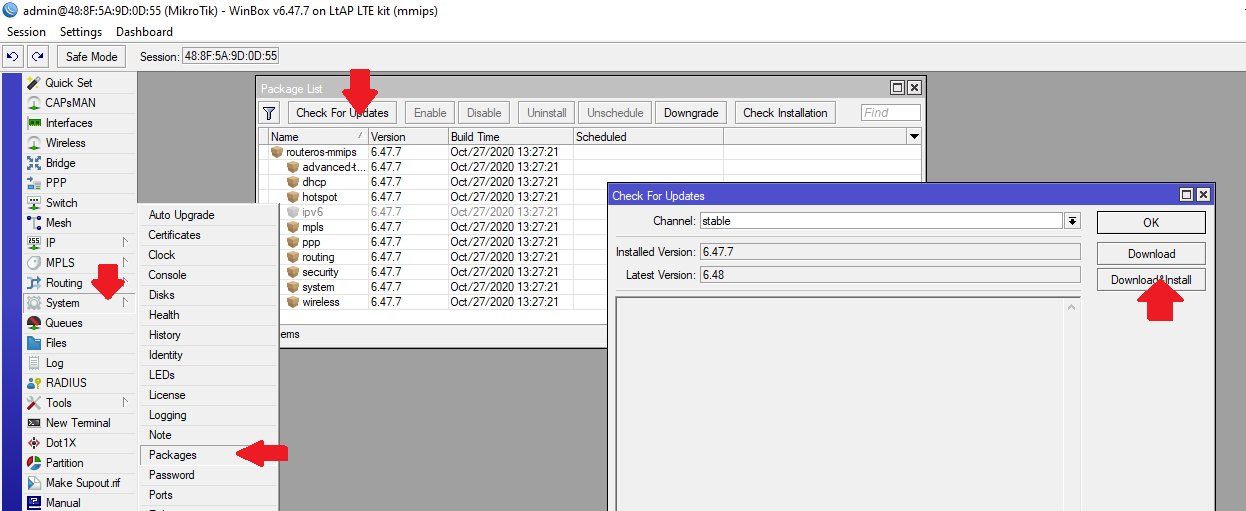 admin@48:8F:5A:9D:0D:55 (MikroTik) - WinBox v6.47.7 on LtAP LTE kit (mmips)
Session Settings Dashboard
Safe Mode Session: 48:8F:5A:9D:0D:55
Quick Set
CAPsMAN
Interfaces
Wireless
Bridge
PPP
Switch
Mesh
255 IP
MPLS
Routing
System
Queues
Files
Log
RADIUS
Tools
New Terminal
Dot1X
Partition
Make Supout.rif
Manual
Auto Upgrade
Certificates
Clock
Console
Disks
Health
History
Identity
LEDs
License
Logging
Note
Packages
Password
Ports
Package List
Check For Updates Enable Disable Uninstall Unschedule Downgrade Check Installation Find
Name Version Build Time Scheduled
routeros-mmips 6.47.7 Oct/27/2020 13:27:21
advanced-t... 6.47.7 Oct/27/2020 13:27:21
dhcp 6.47.7 Oct/27/2020 13:27:21
hotspot 6.47.7 Oct/27/2020 13:27:21
ipv6 6.47.7 Oct/27/2020 13:27:21
mpls 6.47.7 Oct/27/2020 13:27:21
ppp 6.47.7 Oct/27/2020 13:27:21
routing 6.47.7 Oct/27/2020 13:27:21
security 6.47.7 Oct/27/2020 13:27:21
system 6.47.7 Oct/27/2020 13:27:21
wireless 6.47.7 Oct/27/2020 13:27:21
ems
Check For Updates
Channel: stable
Installed Version: 6.47.7
Latest Version: 6.48
OK
Download
Download&Install